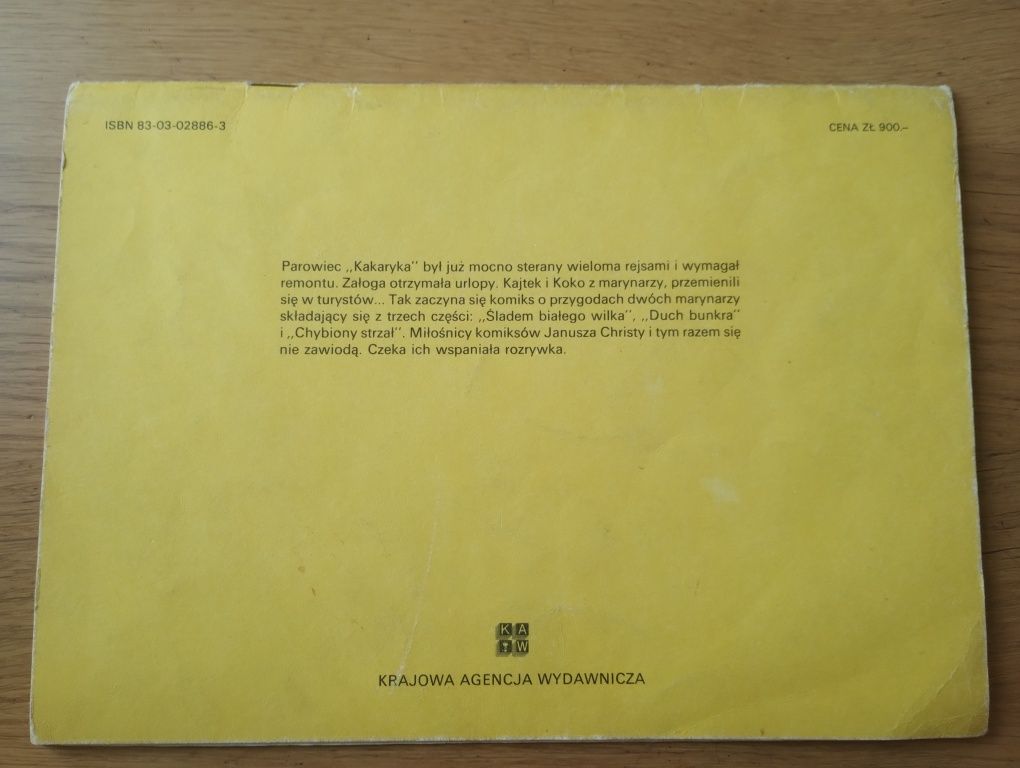 ISBN 83-03-02886-3
CENA ZŁ 900.–
Parowiec ,,Kakaryka'' był już mocno sterany wieloma rejsami i wymagał
remontu. Załoga otrzymała urlopy. Kajtek i Koko z marynarzy, przemienili
się w turystów... Tak zaczyna się komiks o przygodach dwóch marynarzy
składający się z trzech części: ,,Śladem białego wilka'', ,,Duch bunkra''
i ,,Chybiony strzał''. Miłośnicy komiksów Janusza Christy i tym razem się
nie zawiodą. Czeka ich wspaniała rozrywka.
K A
W
KRAJOWA AGENCJA WYDAWNICZA